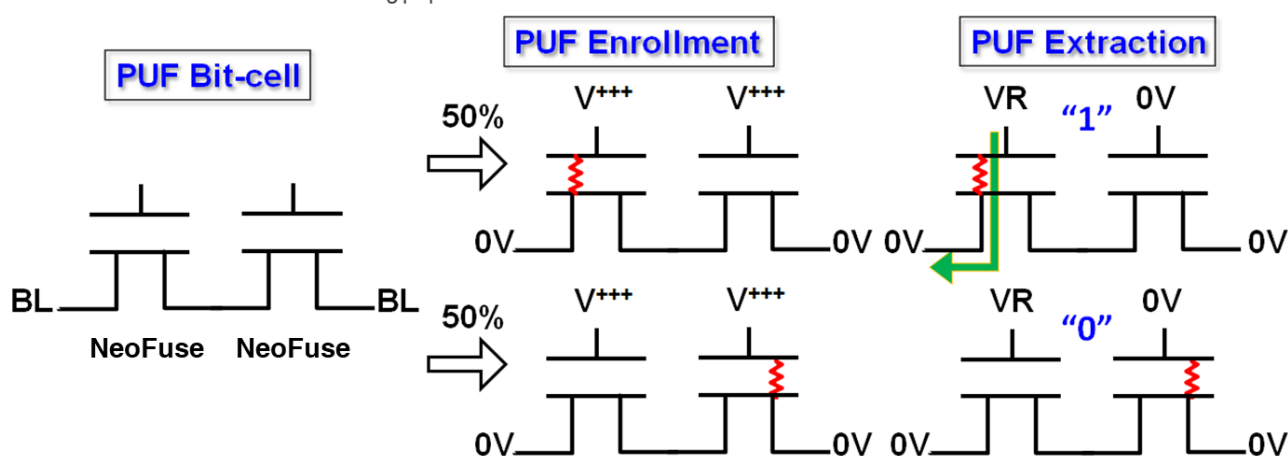 PUF Bit-cell
BL
BL
NeoFuse NeoFuse
PUF Enrollment
50%
V+++ V+++
0V 0V
50%
V+++ V+++
0V 0V
PUF Extraction
VR "1" 0V
0V 0V
VR "0" 0V
0V 0V